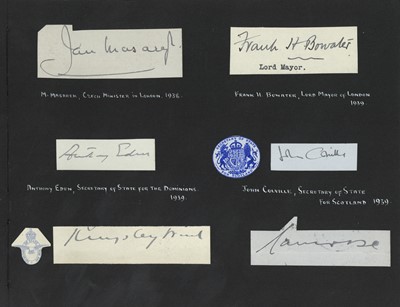 Jan Masaryk.
M. Masaryk, Czech Minister in London. 1938.
Frank H Bowater
Lord Mayor.
Frank H. Bowater, Lord Mayor of London
1939.
Anthony Eden
Anthony Eden, Secretary of State for the Dominions.
1939.
John Colville
John Colville, Secretary of State
for Scotland 1939
Kingsley Wood
Camrose